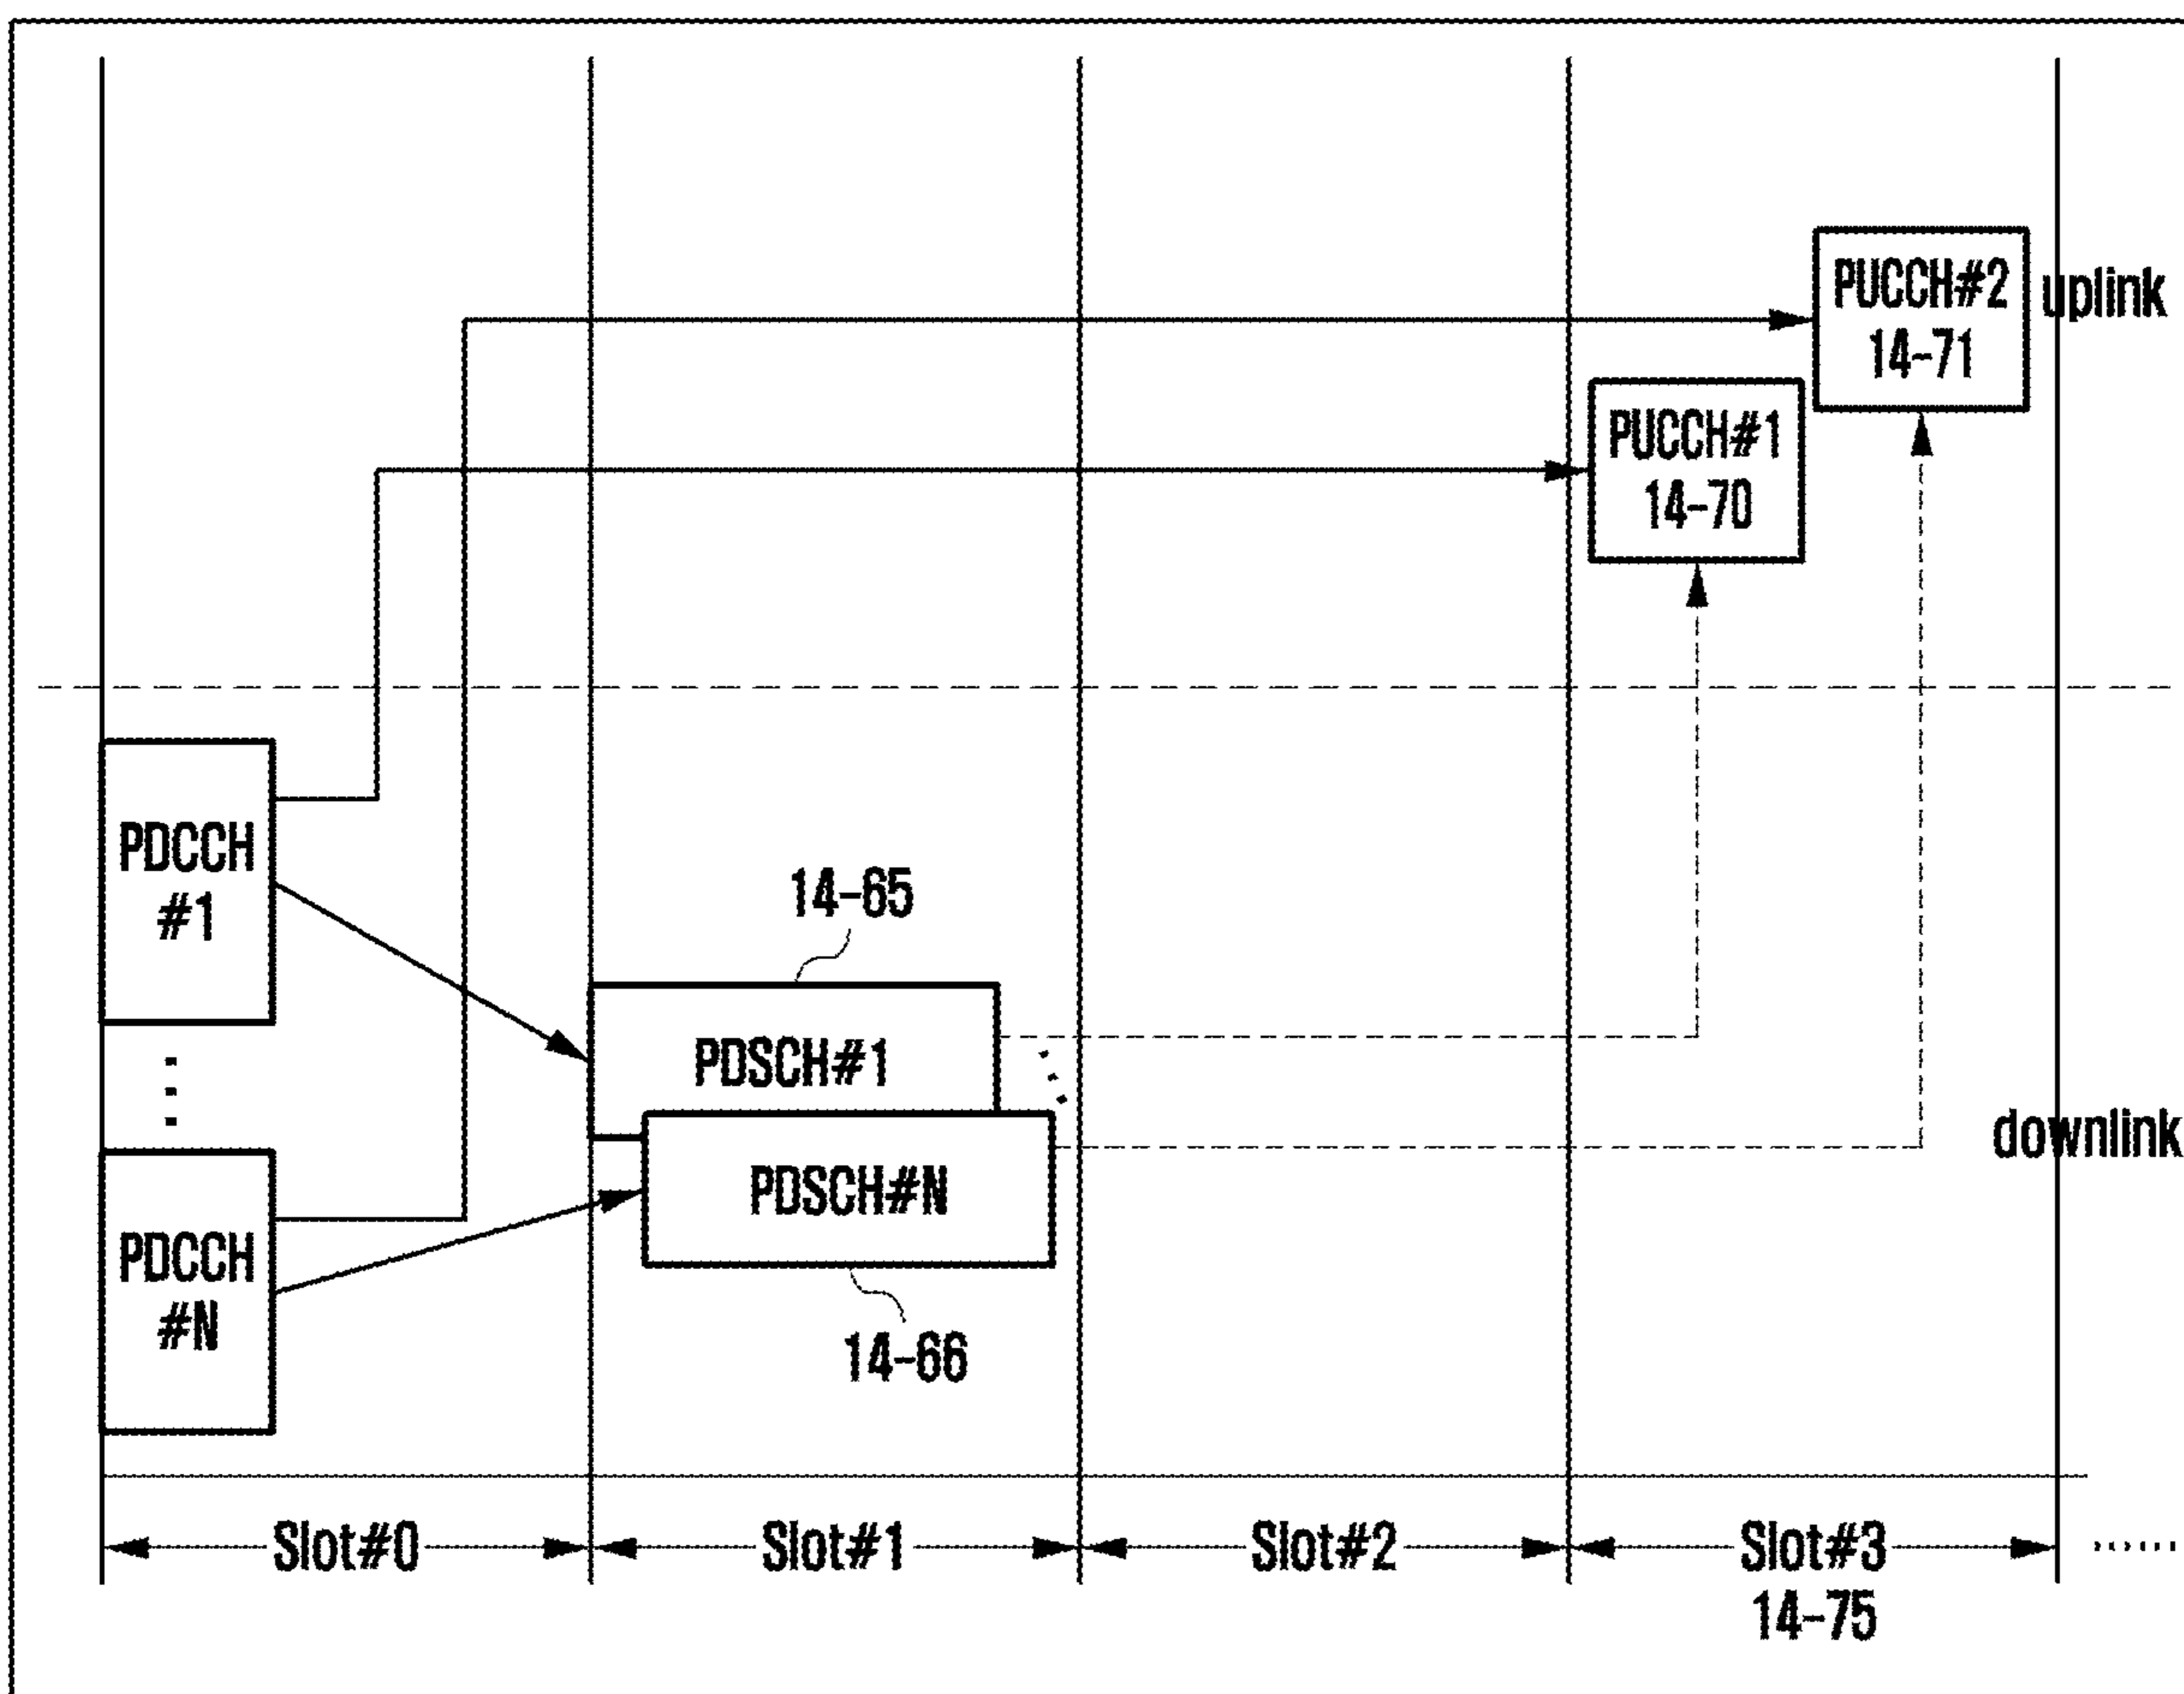 PUCCH#2
14-71
uplink
PUCCH#1
14-70
PDCCH
#1
14-65
PDSCH#1
downlink
PDSCH#N
PDCCH
#N
14-66
Slot#0 Slot#1 Slot#2 Slot#3
14-75